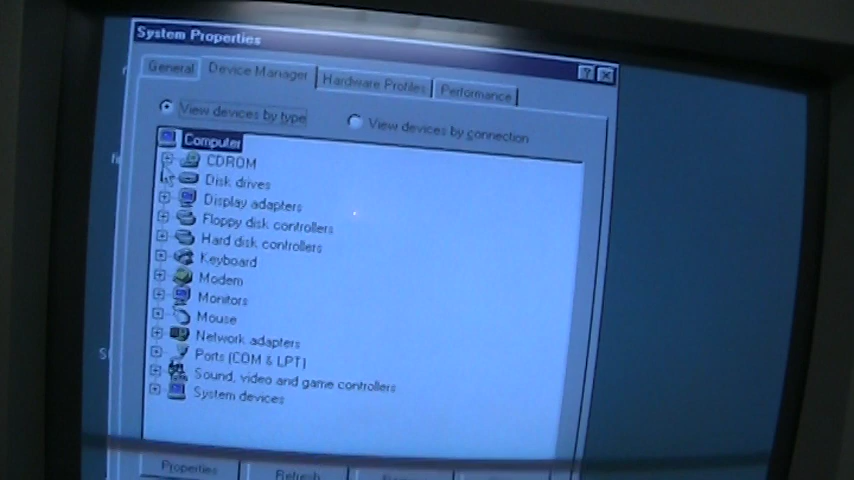 System Properties
General Device Manager Hardware Profiles Performance
View devices by type View devices by connection
Computer
CDROM
Disk drives
Display adapters
Floppy disk controllers
Hard disk controllers
Keyboard
Modem
Monitors
Mouse
Network adapters
Ports (COM & LPT)
Sound, video and game controllers
System devices
Properties Refresh